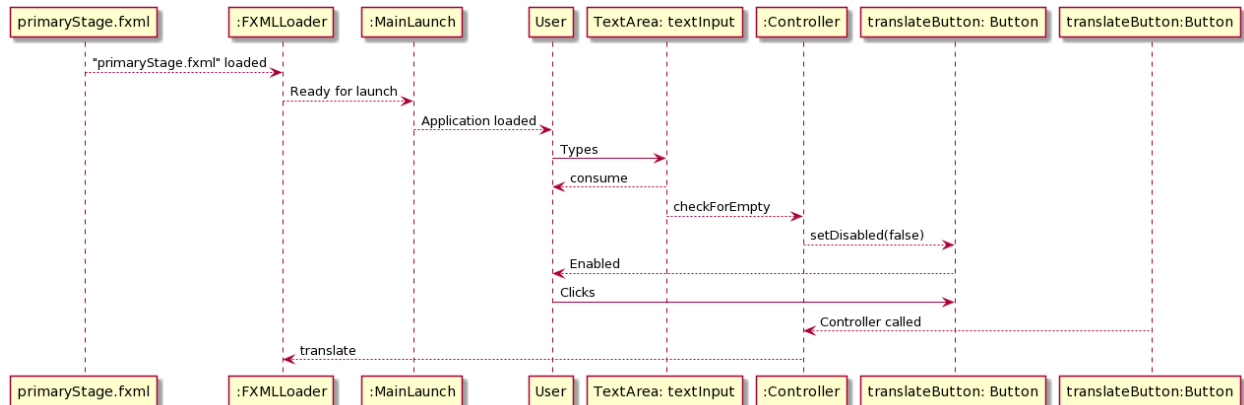 primaryStage.fxml :FXMLLoader :MainLaunch User TextArea: textInput :Controller translateButton: Button translateButton:Button
"primaryStage.fxml" loaded
Ready for launch
Application loaded
Types
consume
checkForEmpty
setDisabled(false)
Enabled
Clicks
Controller called
translate
primaryStage.fxml :FXMLLoader :MainLaunch User TextArea: textInput :Controller translateButton: Button translateButton:Button